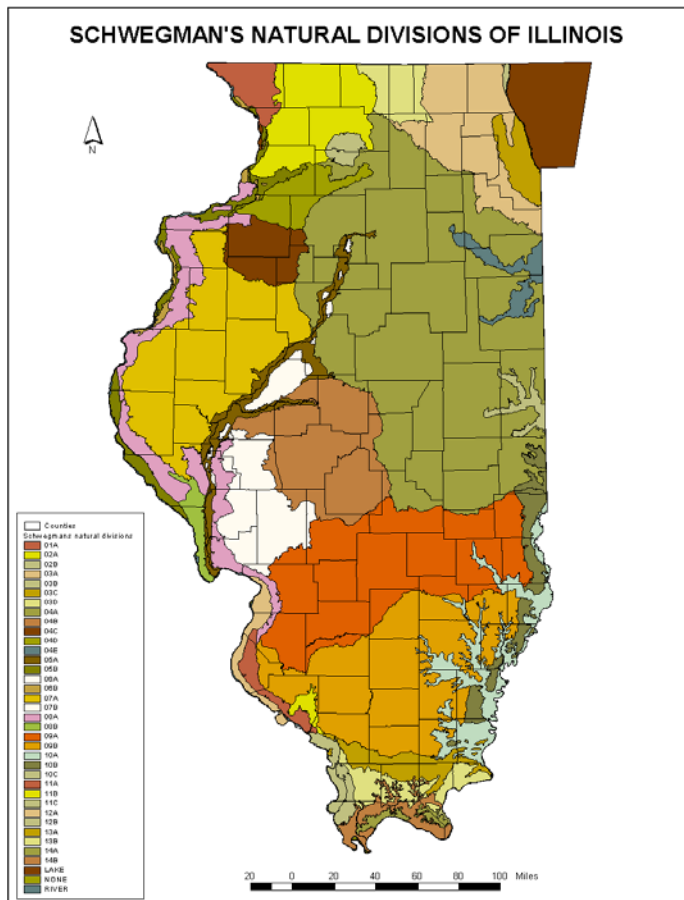 SCHWEGMAN'S NATURAL DIVISIONS OF ILLINOIS
N
Counties
Schwegmans natural divisions
01A
02A
02B
03A
03B
03C
03D
04A
04B
04C
04D
04E
05A
05B
06A
06B
07A
07B
08A
08B
09A
09B
10A
10B
10C
11A
11B
11C
12A
12B
13A
13B
14A
14B
LAKE
NONE
RIVER
20 0 20 40 60 80 100 Miles